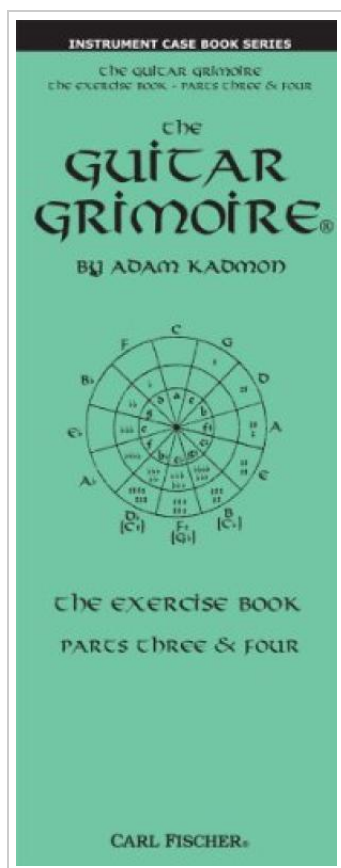 INSTRUMENT CASE BOOK SERIES
THE GUITAR GRIMOIRE
THE EXERCISE BOOK - PARTS THREE & FOUR
THE
GUITAR
GRIMOIRE®
BY ADAM KADMON
C
F G
B♭ D
E♭ A
A♭ E
D♭ F♯ B
[C♯] [G♭] [C♭]
THE EXERCISE BOOK
PARTS THREE & FOUR
CARL FISCHER®